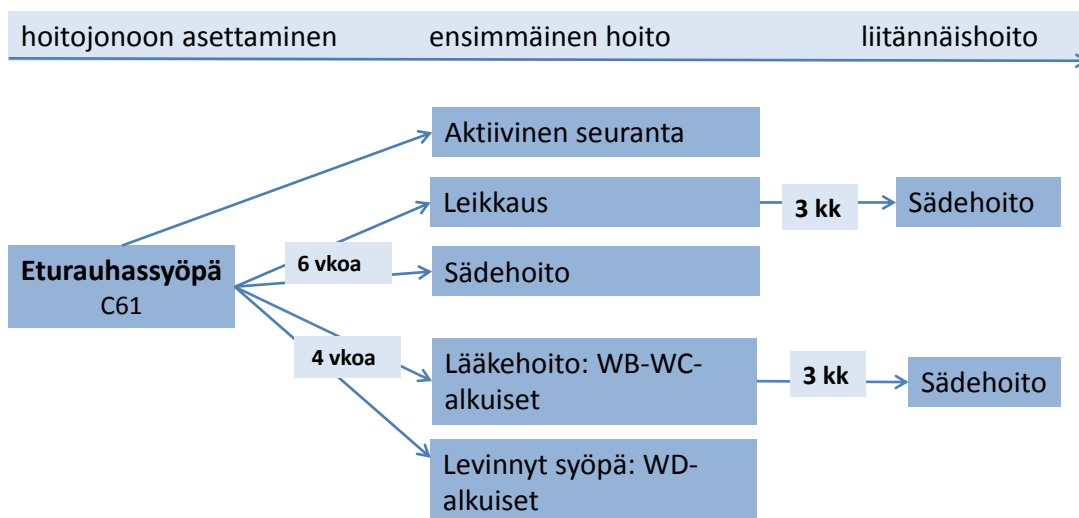 hoitojonoon asettaminen
ensimmäinen hoito
liitännäishoito
Aktiivinen seuranta
Leikkaus
3 kk
Sädehoito
Eturauhassyöpä
C61
6 vkoa
Sädehoito
4 vkoa
Lääkehoito: WB-WC-
alkuiset
3 kk
Sädehoito
Levinnyt syöpä: WD-
alkuiset